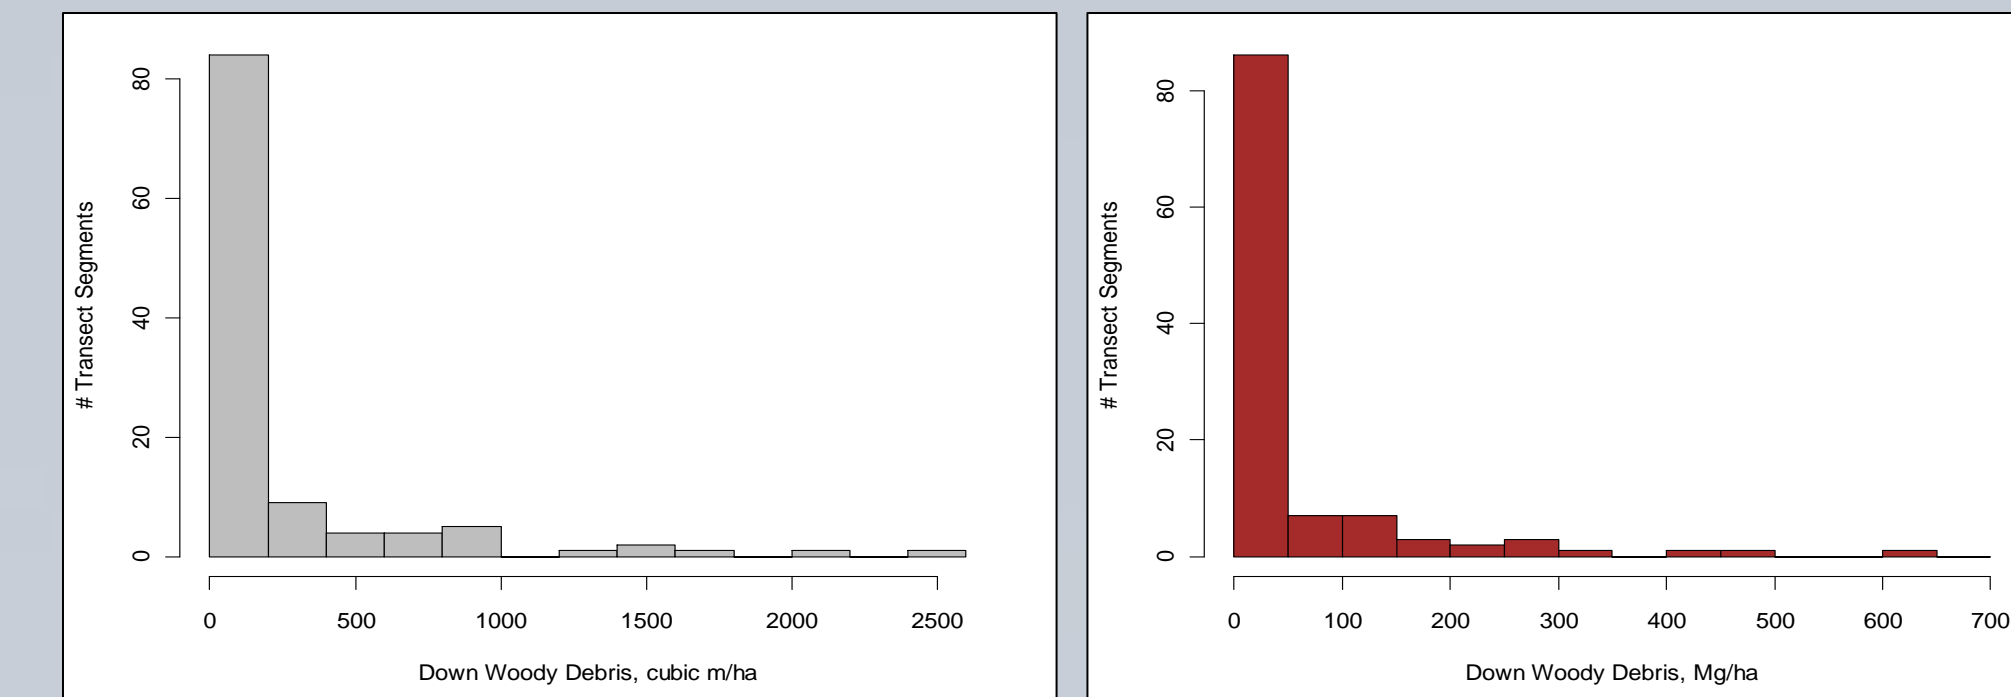 # Transect Segments
80
60
40
20
0
0 500 1000 1500 2000 2500
Down Woody Debris, cubic m/ha
# Transect Segments
80
60
40
20
0
0 100 200 300 400 500 600 700
Down Woody Debris, Mg/ha